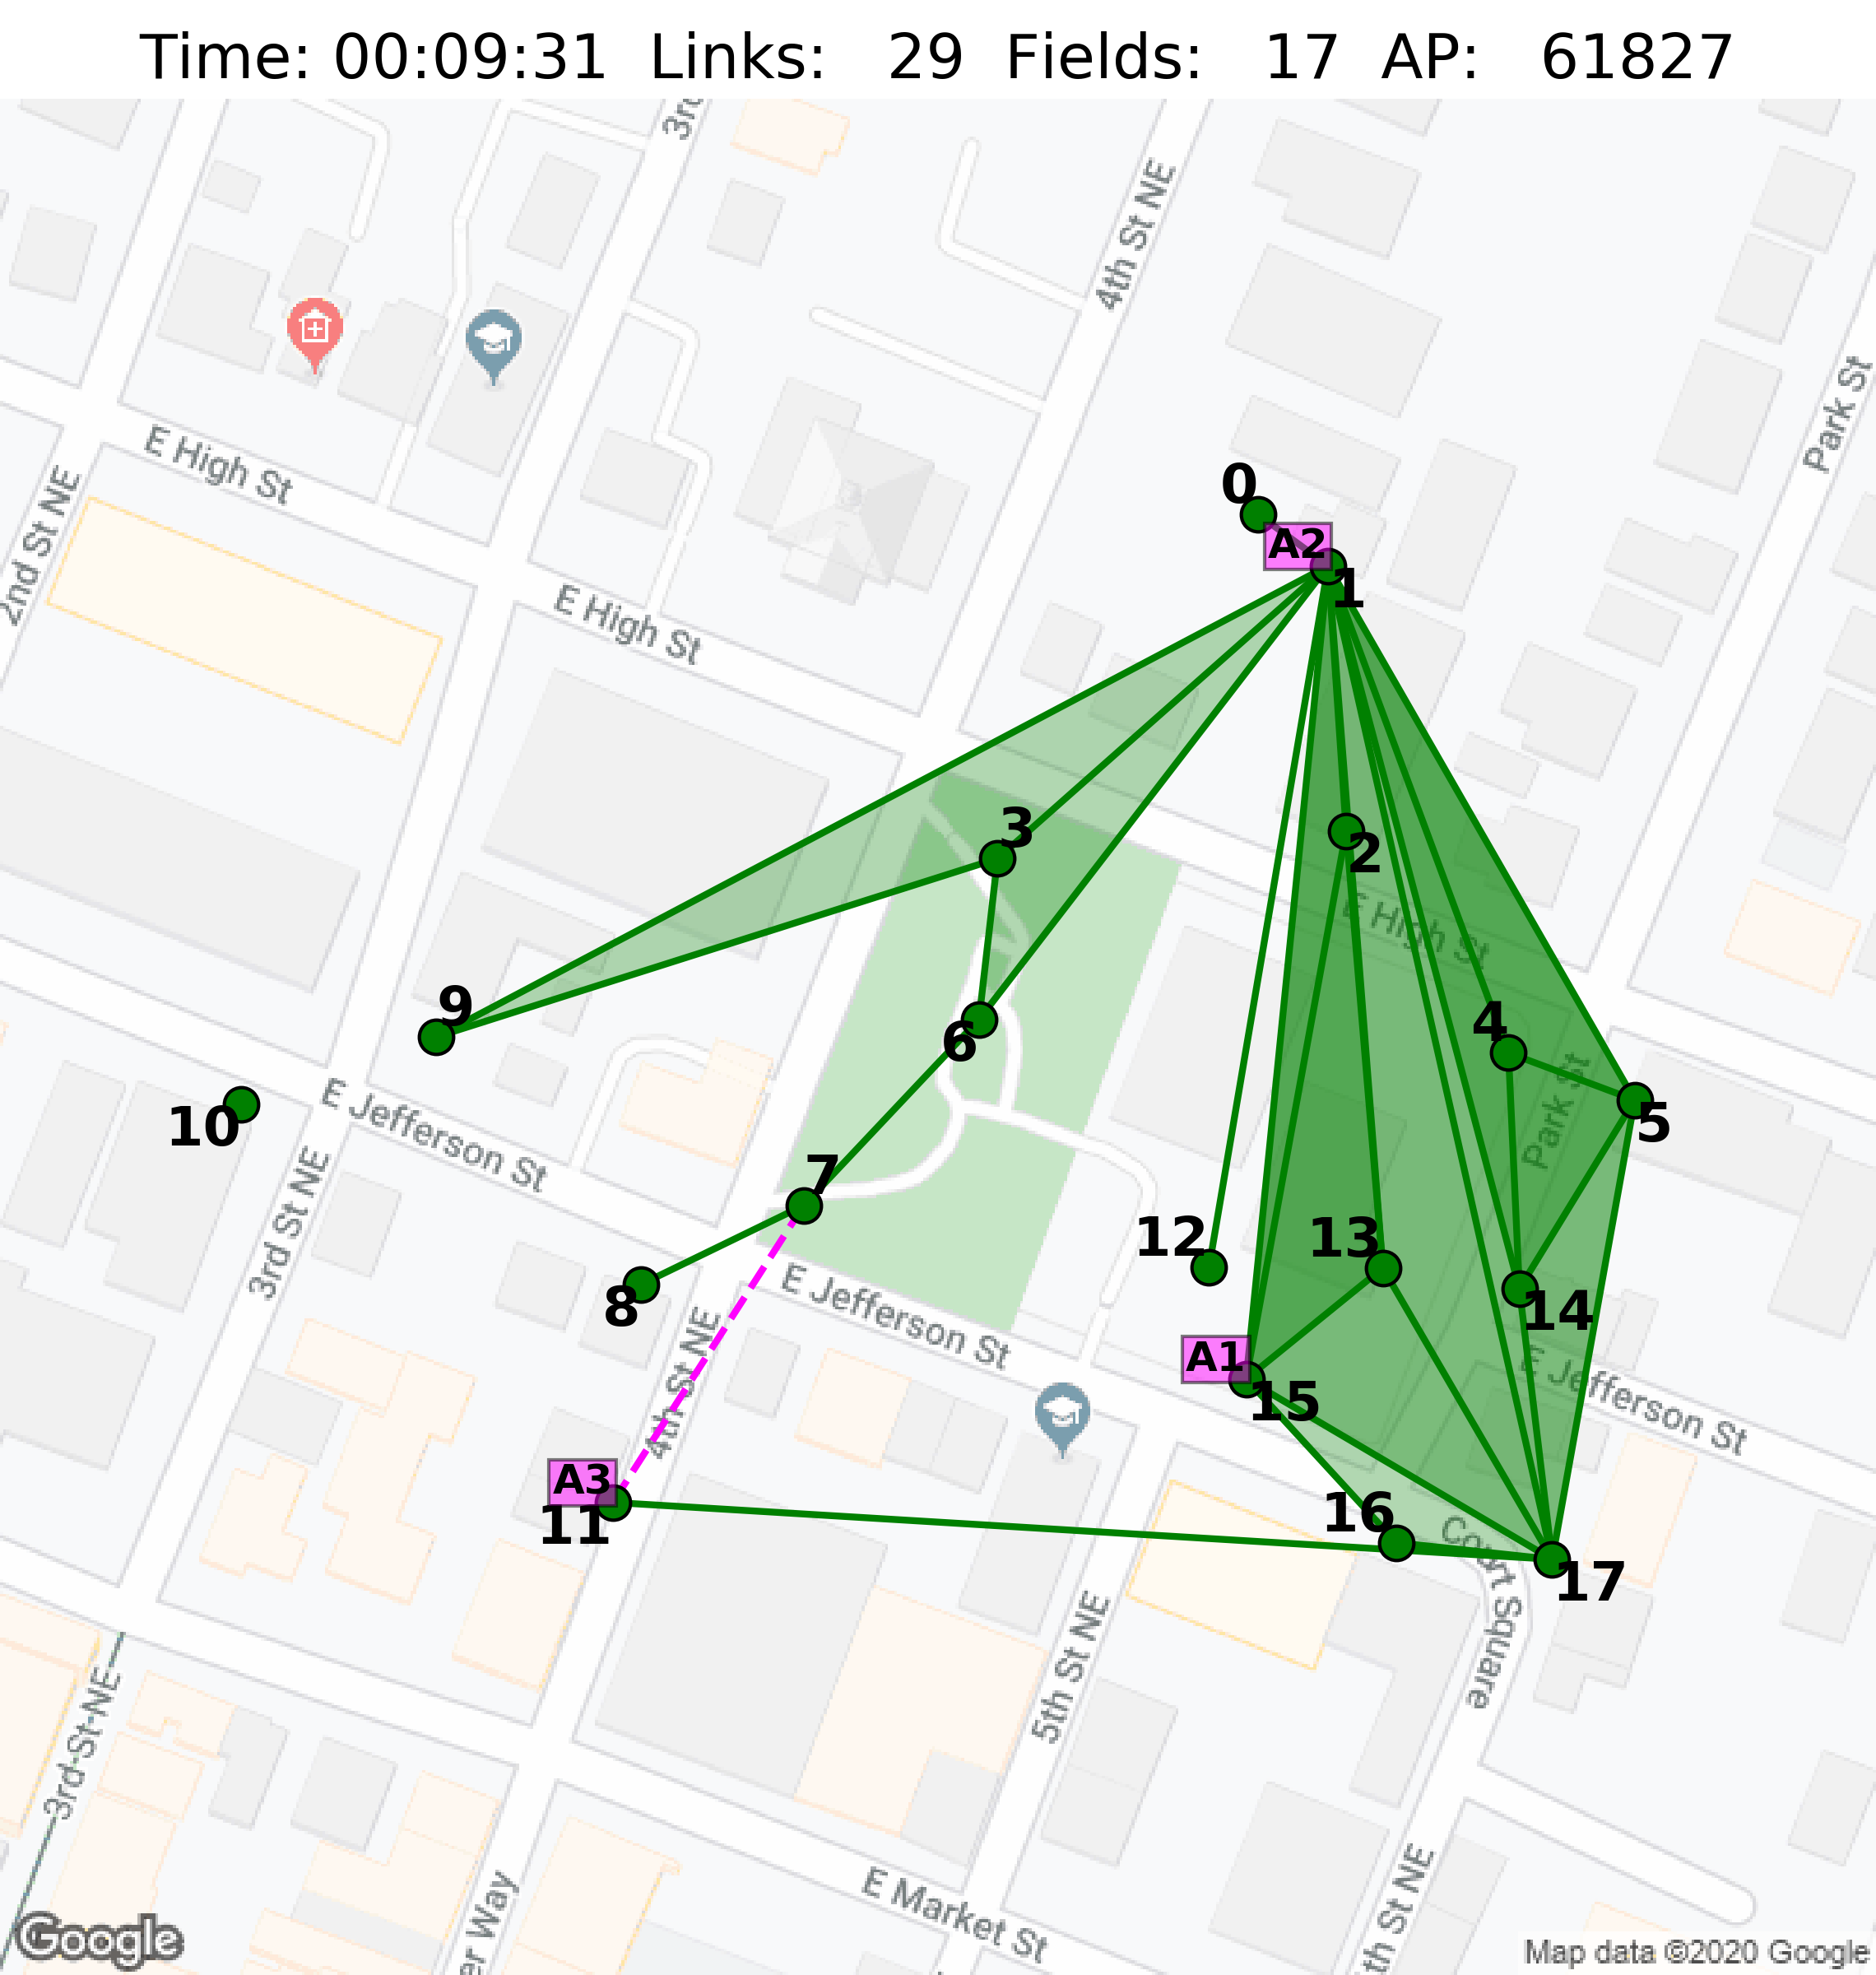 Time: 00:09:31 Links: 29 Fields: 17 AP: 61827
3rd
4th St NE
Park St
E High St
2nd St NE
0
A2
1
E High St
3
2
E High St
9
6
4
5
10
E Jefferson St
Park St
7
12
13
3rd St NE
8
14
E Jefferson St
A1
15
E Jefferson St
4th St NE
A3
11
16
Court Square
17
5th St NE
3rd St NE
E Market St
th St NE
er Way
Google
Map data ©2020 Google